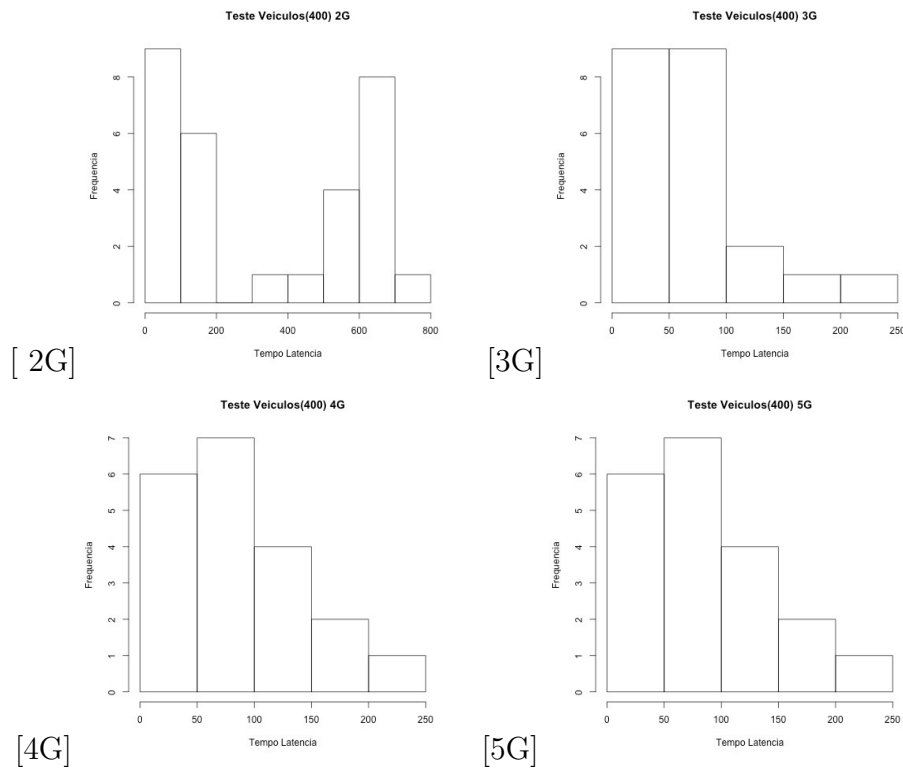 Teste Veiculos(400) 2G
Frequencia
0 2 4 6 8
0 200 400 600 800
Tempo Latencia
[ 2G]
Teste Veiculos(400) 3G
Frequencia
0 2 4 6 8
0 50 100 150 200 250
Tempo Latencia
[3G]
Teste Veiculos(400) 4G
Frequencia
0 1 2 3 4 5 6 7
0 50 100 150 200 250
Tempo Latencia
[4G]
Teste Veiculos(400) 5G
Frequencia
0 1 2 3 4 5 6 7
0 50 100 150 200 250
Tempo Latencia
[5G]